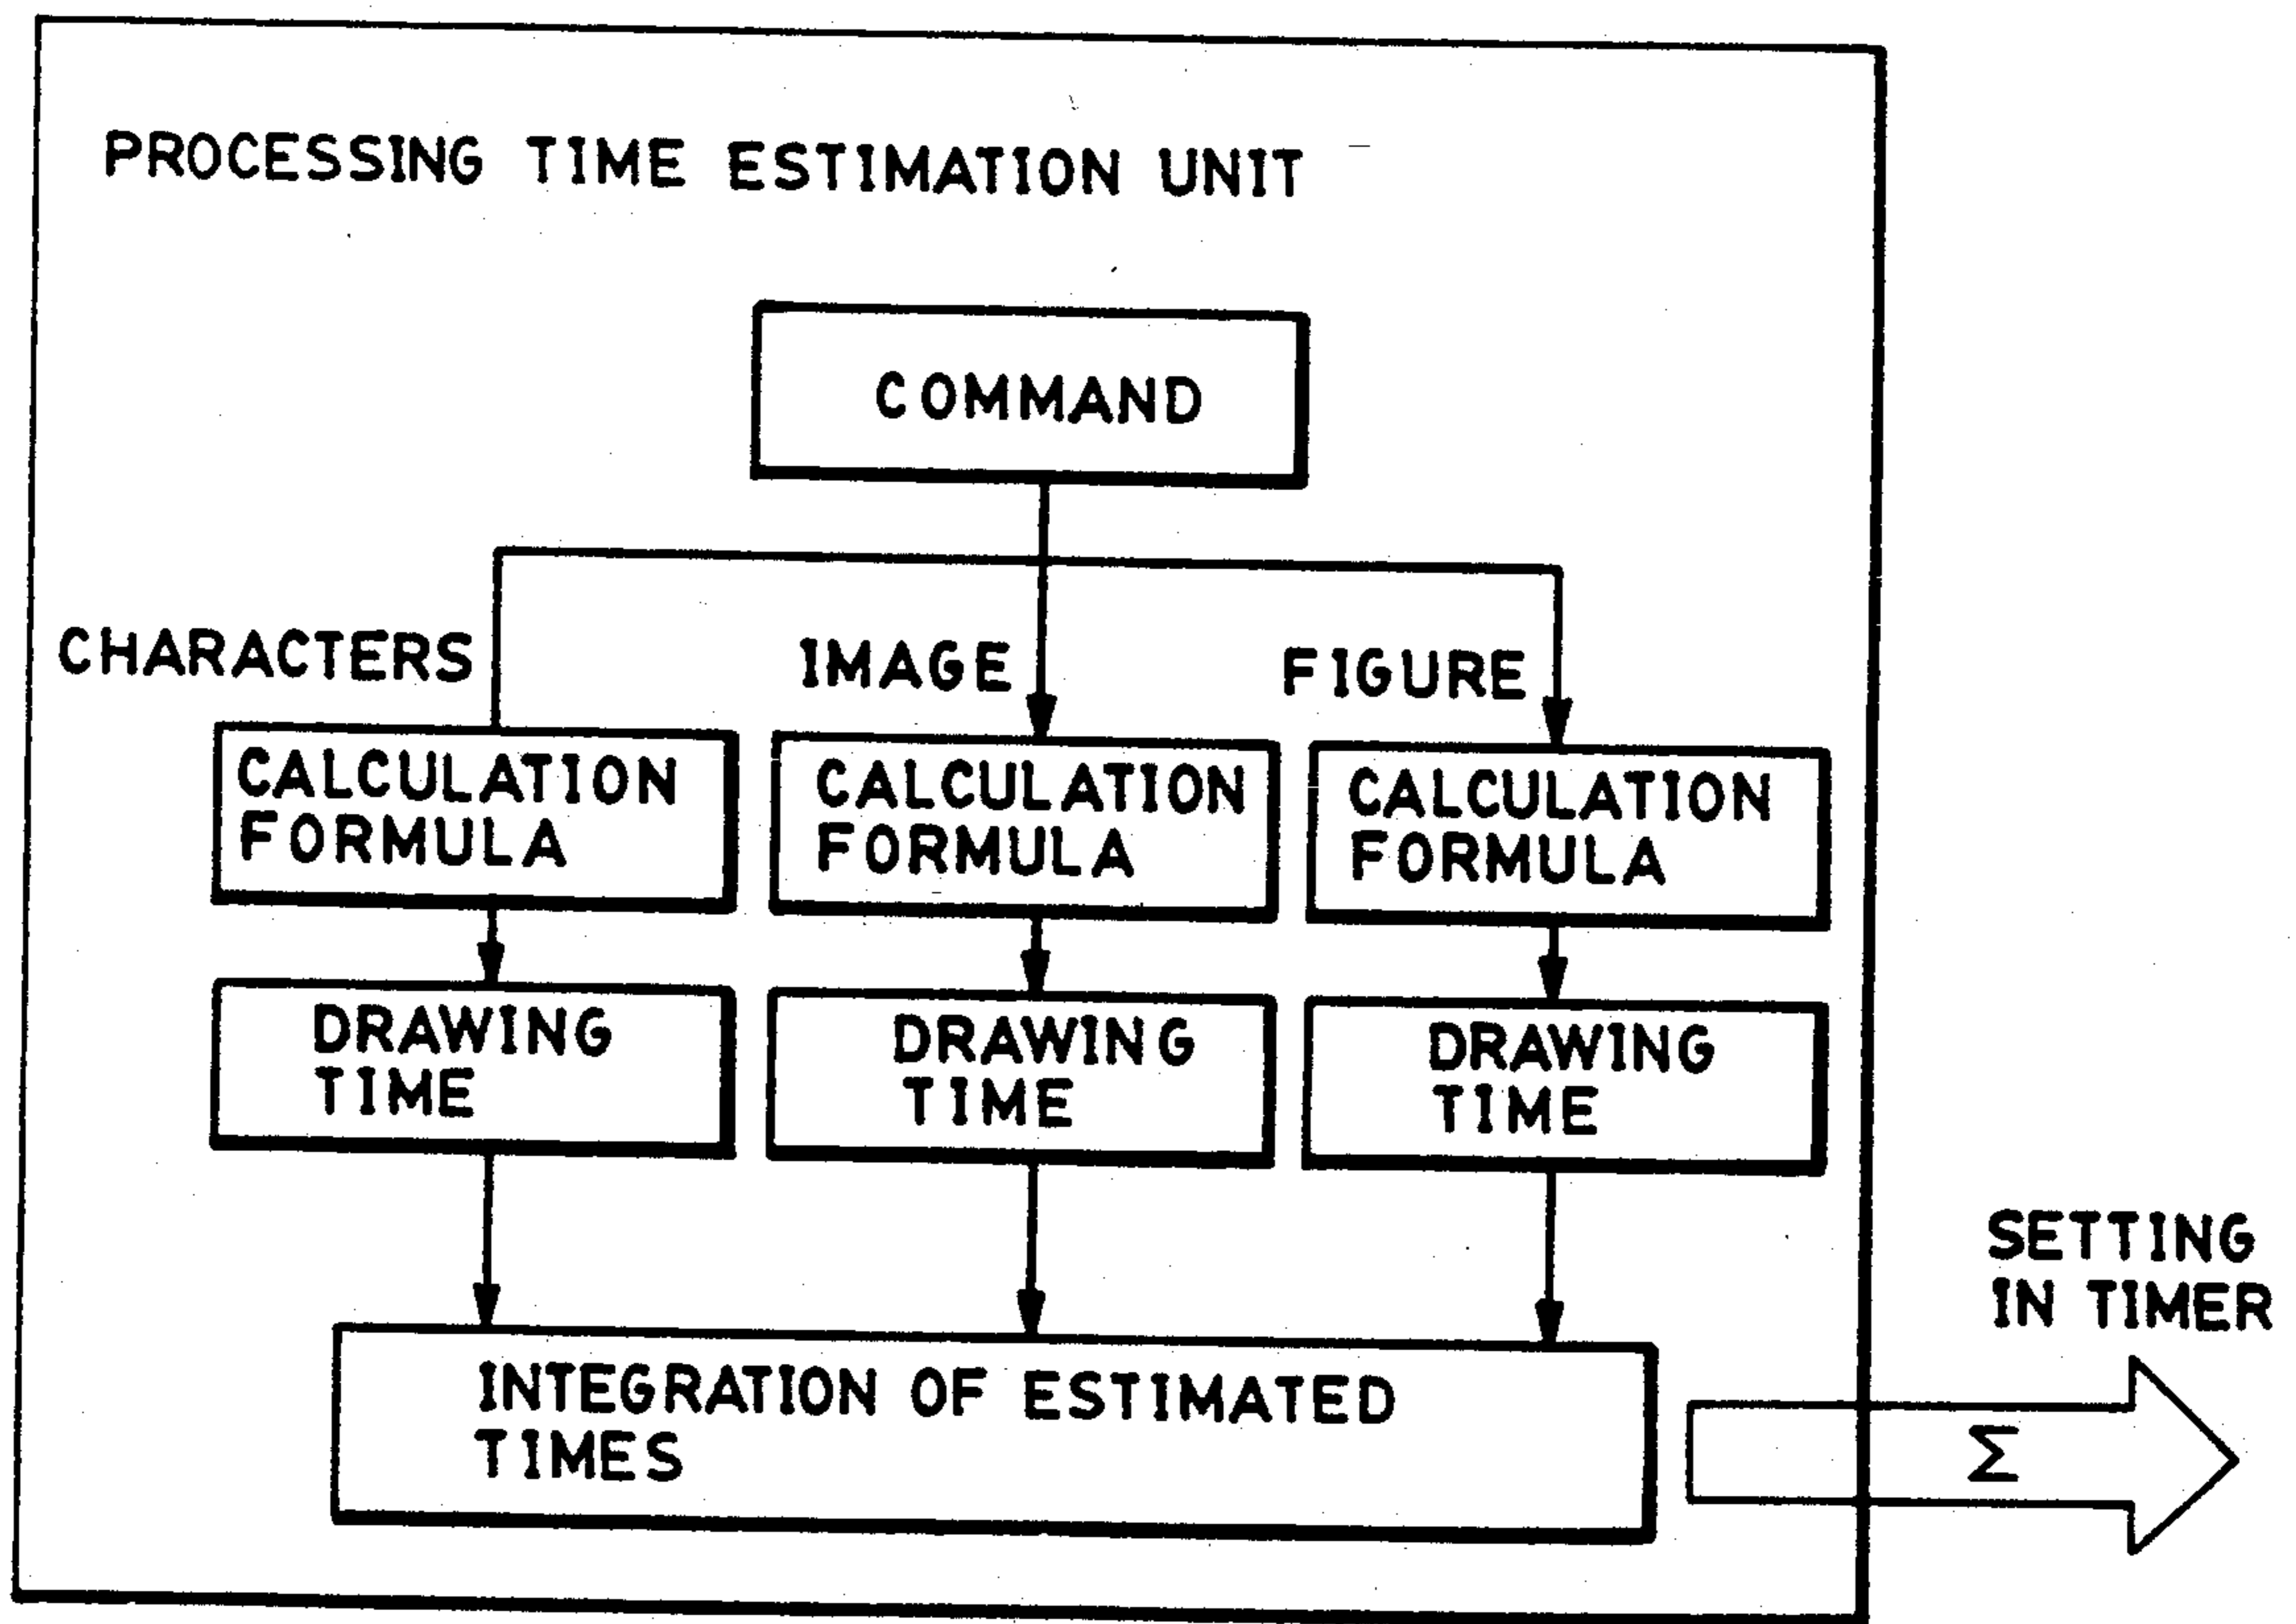 PROCESSING TIME ESTIMATION UNIT
COMMAND
CHARACTERS
IMAGE
FIGURE
CALCULATION
FORMULA
CALCULATION
FORMULA
CALCULATION
FORMULA
DRAWING
TIME
DRAWING
TIME
DRAWING
TIME
INTEGRATION OF ESTIMATED
TIMES
SETTING
IN TIMER
Σ